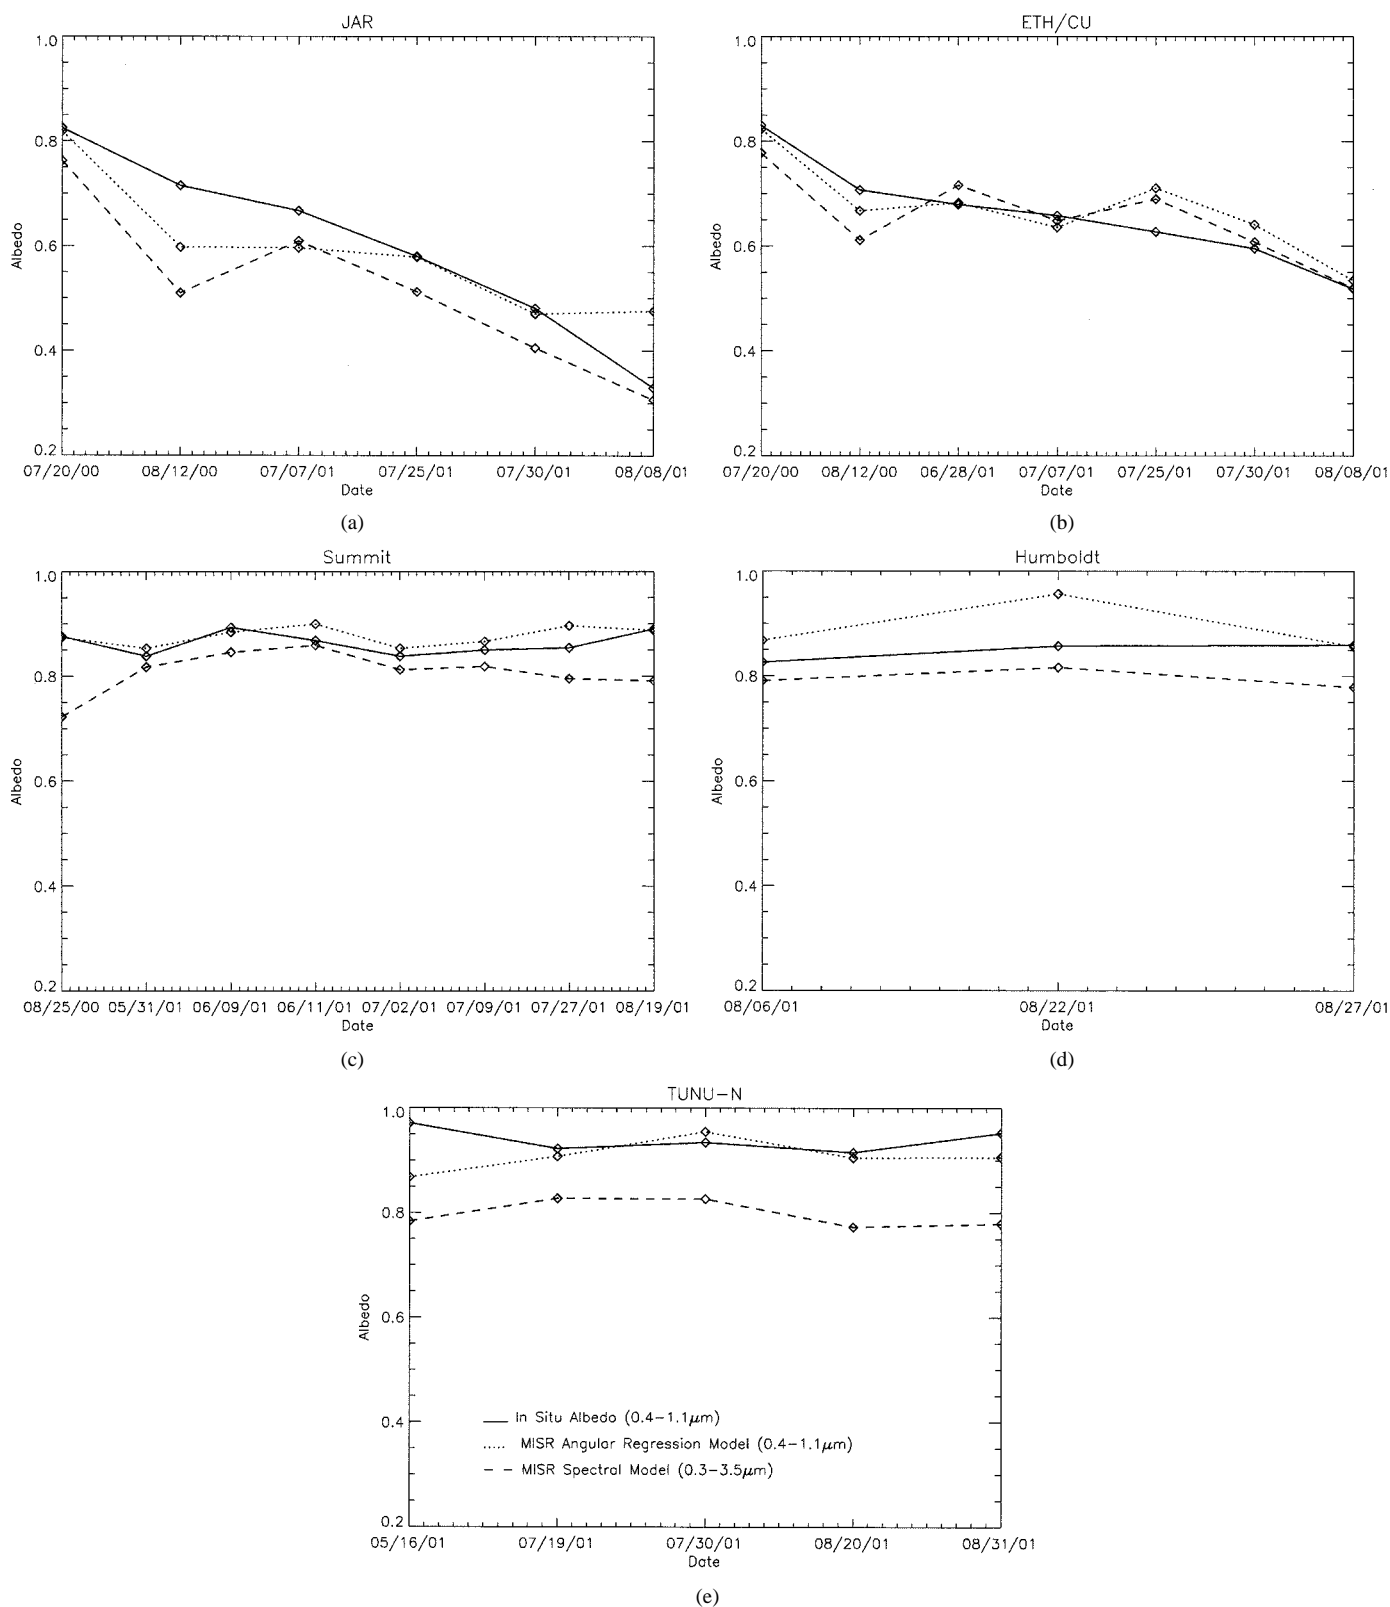 JAR
1.0
0.8
0.6
0.4
0.2
Albedo
07/20/00 08/12/00 07/07/01 07/25/01 07/30/01 08/08/01
Date
(a)
ETH/CU
1.0
0.8
0.6
0.4
0.2
Albedo
07/20/00 08/12/00 06/28/01 07/07/01 07/25/01 07/30/01 08/08/01
Date
(b)
Summit
1.0
0.8
0.6
0.4
0.2
Albedo
08/25/00 05/31/01 06/09/01 06/11/01 07/02/01 07/09/01 07/27/01 08/19/01
Date
(c)
Humboldt
1.0
0.8
0.6
0.4
0.2
Albedo
08/06/01 08/22/01 08/27/01
Date
(d)
TUNU-N
1.0
0.8
0.6
0.4
0.2
Albedo
In Situ Albedo (0.4-1.1μm)
MISR Angular Regression Model (0.4-1.1μm)
MISR Spectral Model (0.3-3.5μm)
05/16/01 07/19/01 07/30/01 08/20/01 08/31/01
Date
(e)